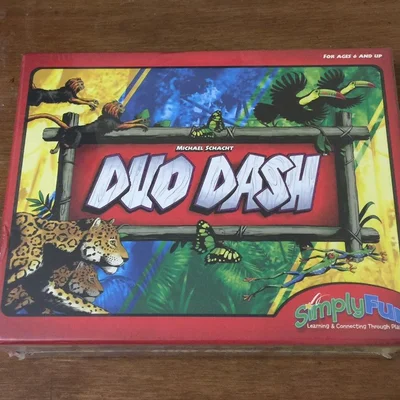 FOR AGES 6 AND UP
MICHAEL SCHACHT
DUO DASH
SimplyFun
Learning & Connecting Through Play